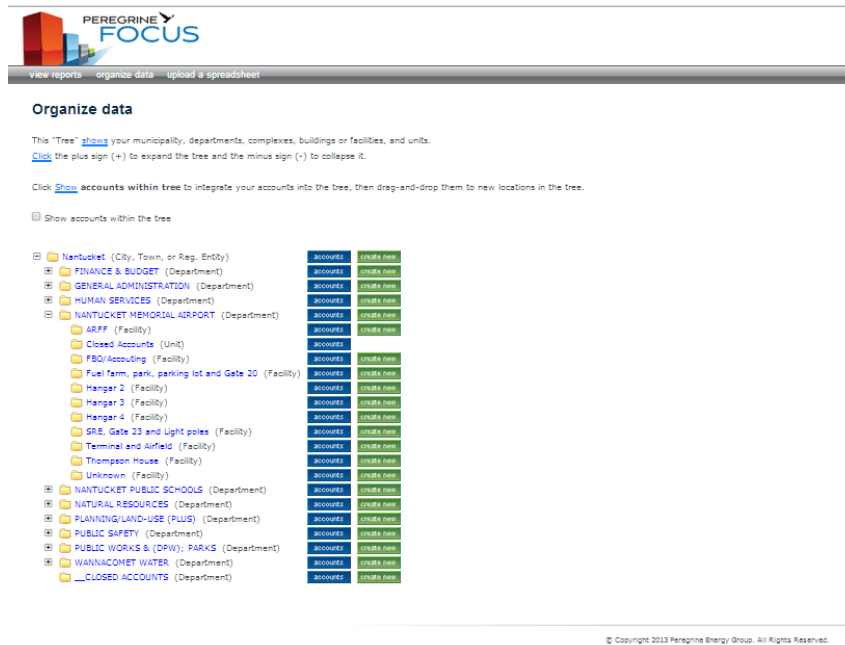 PEREGRINE
FOCUS
view reports organize data upload a spreadsheet
Organize data
This "Tree" shows your municipality, departments, complexes, buildings or facilities, and units.
Click the plus sign (+) to expand the tree and the minus sign (-) to collapse it.
Click Show accounts within tree to integrate your accounts into the tree, then drag-and-drop them to new locations in the tree.
Show accounts within the tree
Nantucket (City, Town, or Reg. Entity) accounts create new
FINANCE & BUDGET (Department) accounts create new
GENERAL ADMINISTRATION (Department) accounts create new
HUMAN SERVICES (Department) accounts create new
NANTUCKET MEMORIAL AIRPORT (Department) accounts create new
ARFF (Facility) accounts create new
Closed Accounts (Unit) accounts
FBO/Accouting (Facility) accounts create new
Fuel farm, park, parking lot and Gate 20 (Facility) accounts create new
Hangar 2 (Facility) accounts create new
Hangar 3 (Facility) accounts create new
Hangar 4 (Facility) accounts create new
SRE, Gate 23 and Light poles (Facility) accounts create new
Terminal and Airfield (Facility) accounts create new
Thompson House (Facility) accounts create new
Unknown (Facility) accounts create new
NANTUCKET PUBLIC SCHOOLS (Department) accounts create new
NATURAL RESOURCES (Department) accounts create new
PLANNING/LAND-USE (PLUS) (Department) accounts create new
PUBLIC SAFETY (Department) accounts create new
PUBLIC WORKS & (DPW); PARKS (Department) accounts create new
WANNACOMET WATER (Department) accounts create new
__CLOSED ACCOUNTS (Department) accounts create new
© Copyright 2013 Peregrine Energy Group. All Rights Reserved.